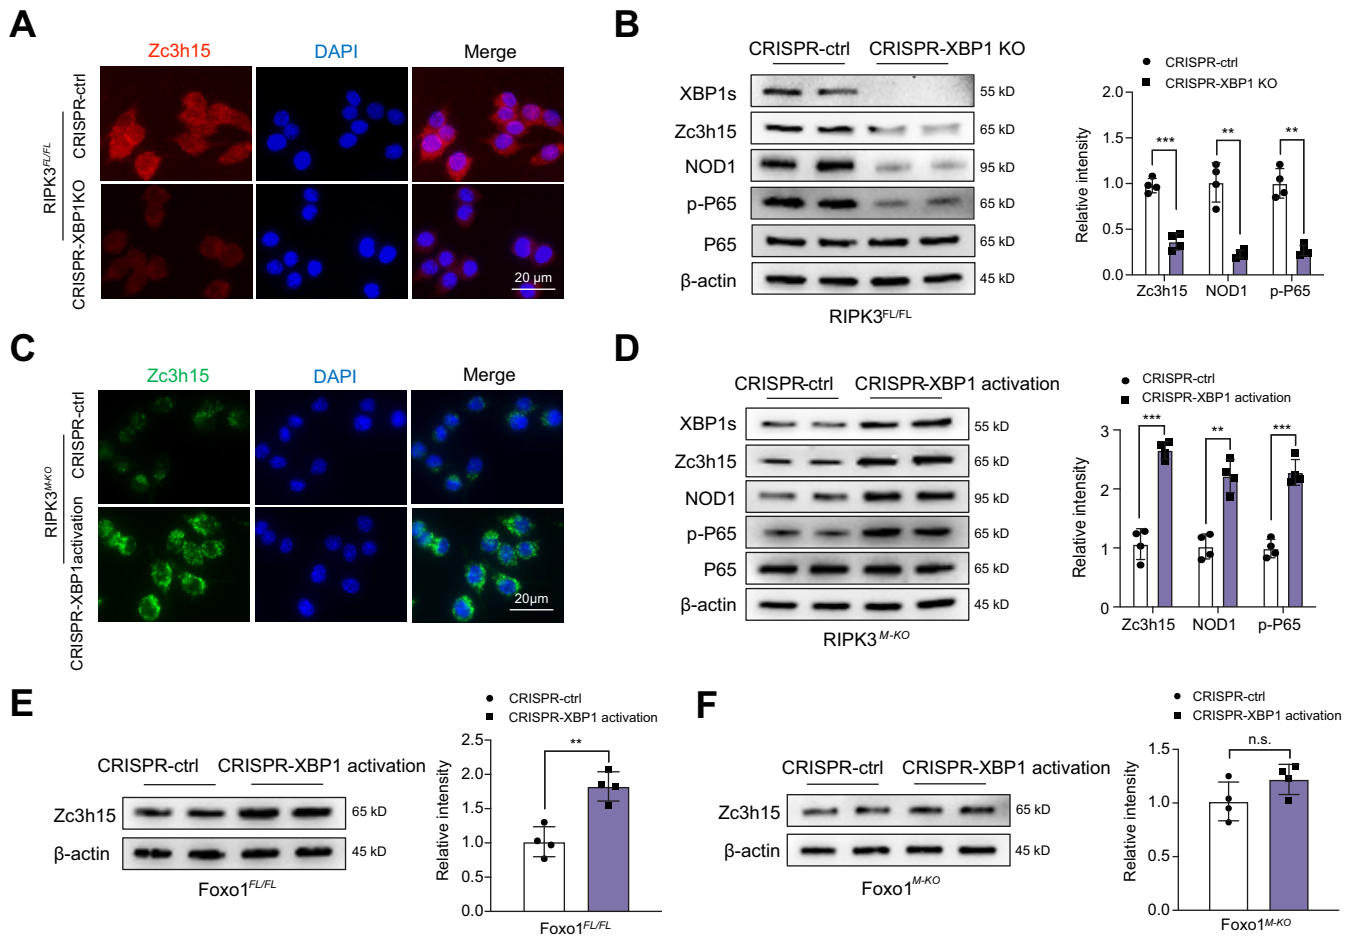 A
Zc3h15 DAPI Merge
RIPK3FL/FL
CRISPR-ctrl
CRISPR-XBP1KO
20 μm
B
CRISPR-ctrl CRISPR-XBP1 KO
XBP1s 55 kD
Zc3h15 65 kD
NOD1 95 kD
p-P65 65 kD
P65 65 kD
β-actin 45 kD
RIPK3FL/FL
CRISPR-ctrl
CRISPR-XBP1 KO
Relative intensity
2.0
1.5
1.0
0.5
0.0
*** ** **
Zc3h15 NOD1 p-P65
C
Zc3h15 DAPI Merge
RIPK3M-KO
CRISPR-ctrl
CRISPR-XBP1activation
20μm
D
CRISPR-ctrl CRISPR-XBP1 activation
XBP1s 55 kD
Zc3h15 65 kD
NOD1 95 kD
p-P65 65 kD
P65 65 kD
β-actin 45 kD
RIPK3M-KO
CRISPR-ctrl
CRISPR-XBP1 activation
Relative intensity
3
2
1
0
*** ** ***
Zc3h15 NOD1 p-P65
E
CRISPR-ctrl CRISPR-XBP1 activation
Zc3h15 65 kD
β-actin 45 kD
Foxo1FL/FL
CRISPR-ctrl
CRISPR-XBP1 activation
Relative intensity
2.5
2.0
1.5
1.0
0.5
0.0
**
Foxo1FL/FL
F
CRISPR-ctrl CRISPR-XBP1 activation
Zc3h15 65 kD
β-actin 45 kD
Foxo1M-KO
CRISPR-ctrl
CRISPR-XBP1 activation
Relative intensity
1.5
1.0
0.5
0.0
n.s.
Foxo1M-KO